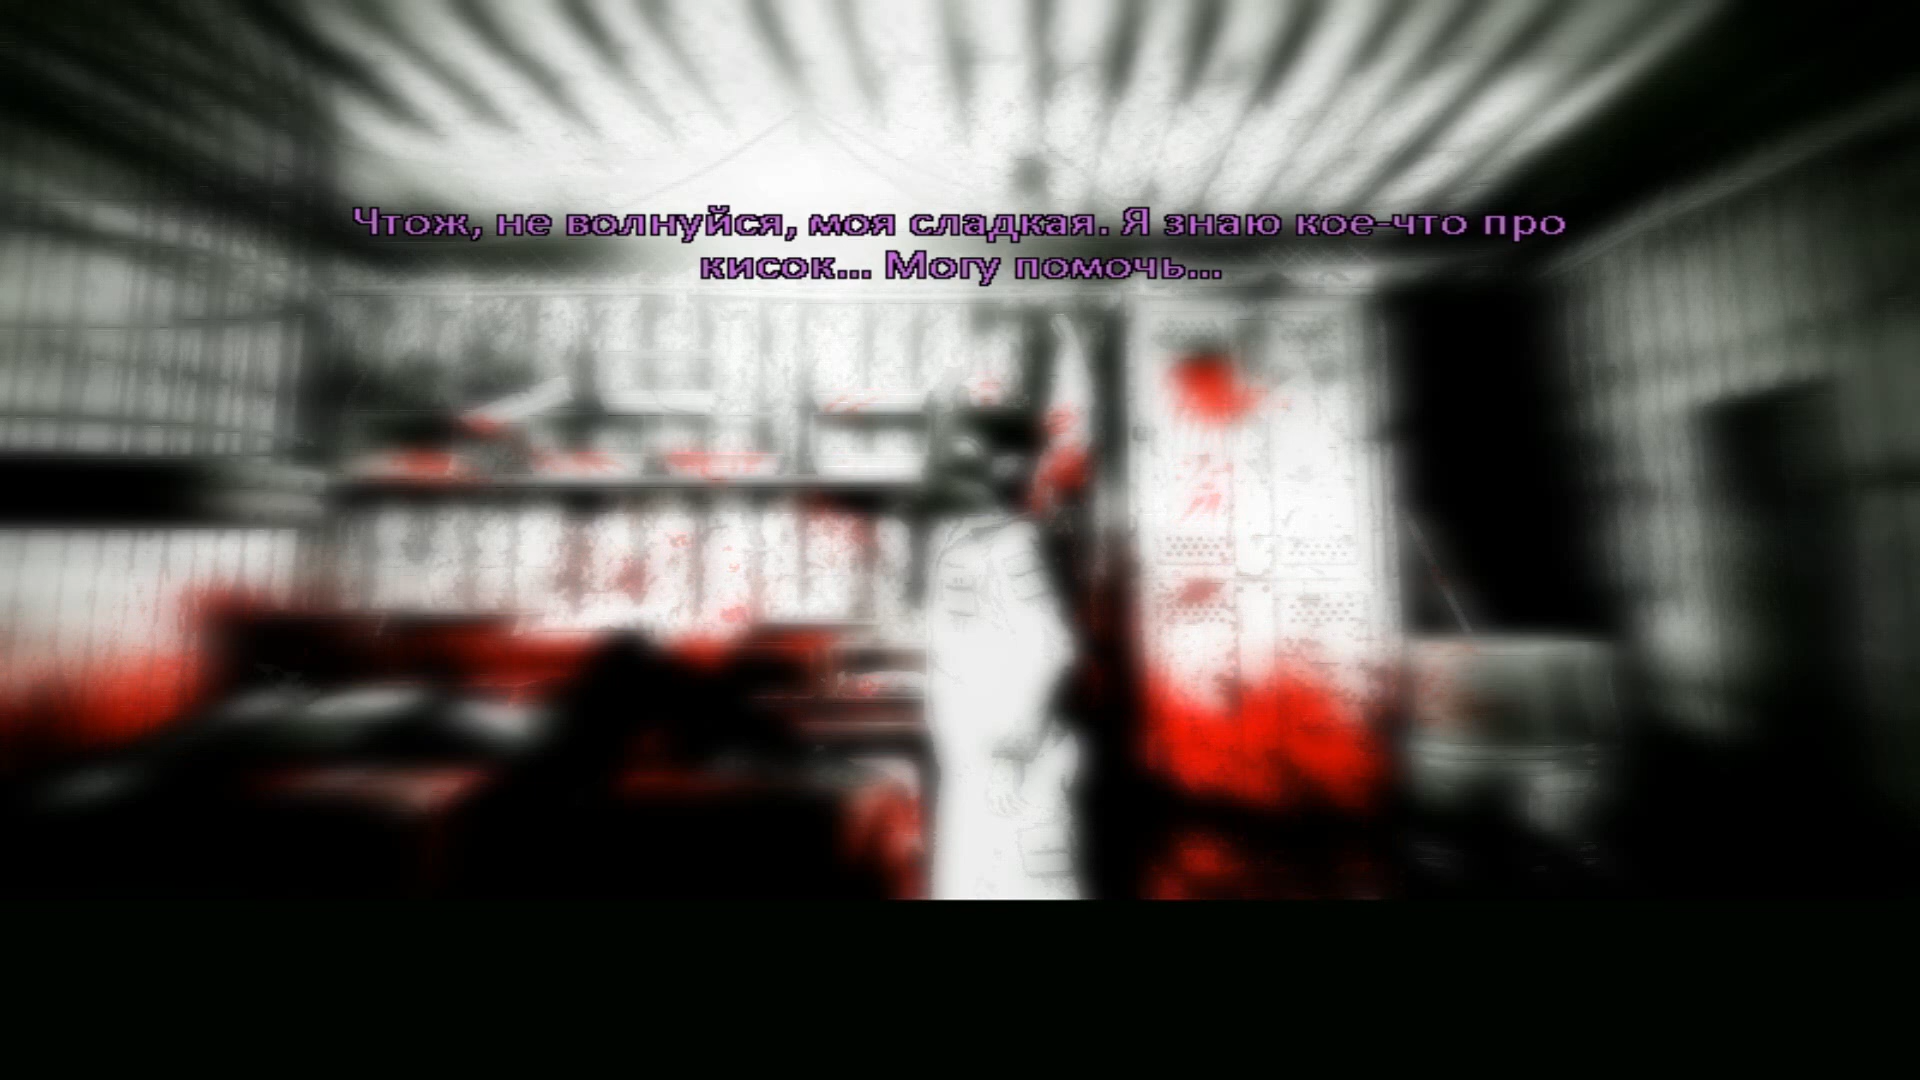 Чтож, не волнуйся, моя сладкая. Я знаю кое-что про
кисок... Могу помочь...